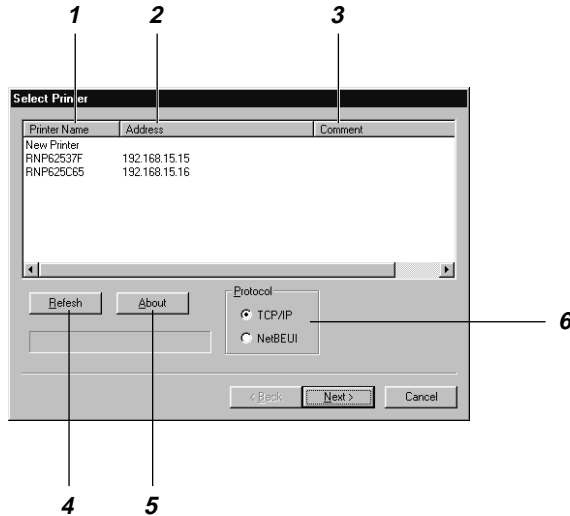 1 2 3
Select Printer
Printer Name Address Comment
New Printer
RNP62537F 192.168.15.15
RNP625C65 192.168.15.16
Refesh About Protocol
TCP/IP
6
NetBEUI
< Back Next > Cancel
4 5